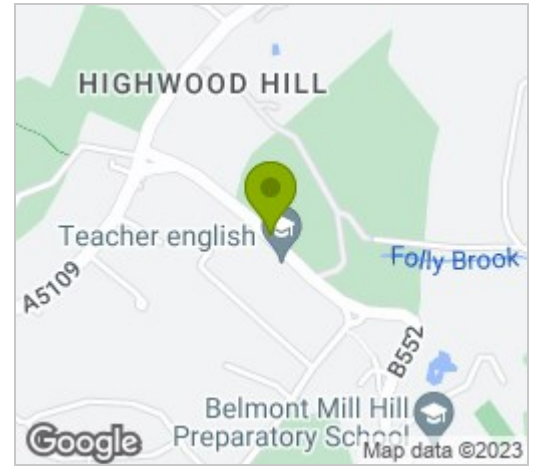 HIGHWOOD HILL
Teacher english
Folly Brook
A5109
B552
Belmont Mill Hill
Preparatory School
Google
Map data ©2023